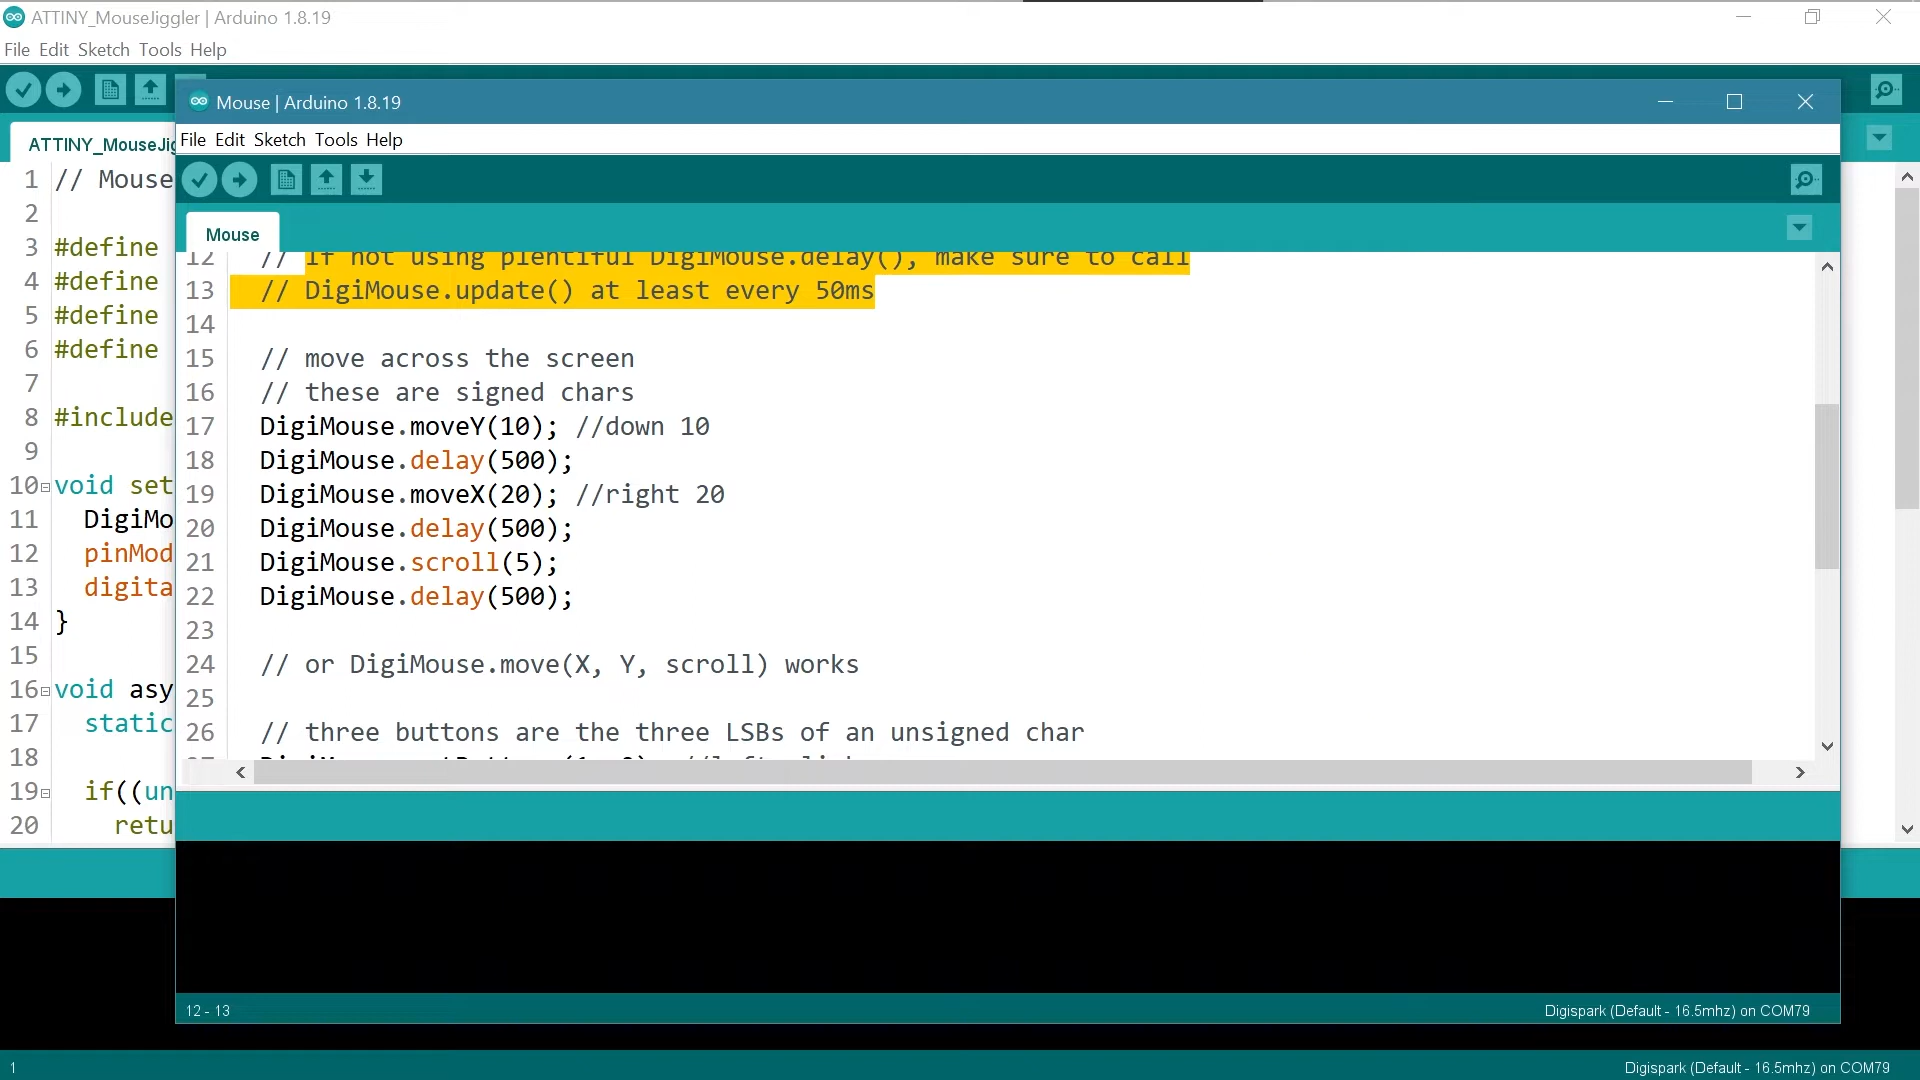 ATTINY_MouseJiggler | Arduino 1.8.19
File Edit Sketch Tools Help
ATTINY_MouseJig
1 // Mouse
2
3 #define
4 #define
5 #define
6 #define
7
8 #include
9
10 void set
11 DigiMo
12 pinMod
13 digita
14 }
15
16 void asy
17 static
18
19 if((un
20 retu
Mouse | Arduino 1.8.19
File Edit Sketch Tools Help
Mouse
12 // If not using plentiful DigiMouse.delay(), make sure to call
13 // DigiMouse.update() at least every 50ms
14
15 // move across the screen
16 // these are signed chars
17 DigiMouse.moveY(10); //down 10
18 DigiMouse.delay(500);
19 DigiMouse.moveX(20); //right 20
20 DigiMouse.delay(500);
21 DigiMouse.scroll(5);
22 DigiMouse.delay(500);
23
24 // or DigiMouse.move(X, Y, scroll) works
25
26 // three buttons are the three LSBs of an unsigned char
12 - 13
Digispark (Default - 16.5mhz) on COM79
1
Digispark (Default - 16.5mhz) on COM79